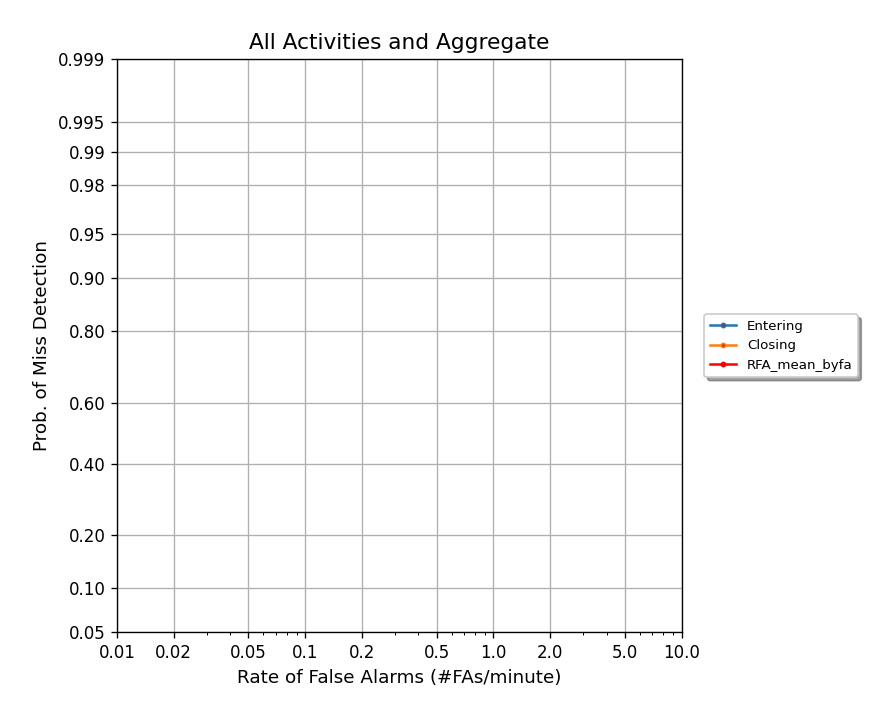 All Activities and Aggregate
0.999
0.995
0.99
0.98
0.95
0.90
0.80
0.60
0.40
0.20
0.10
0.05
Prob. of Miss Detection
0.01 0.02 0.05 0.1 0.2 0.5 1.0 2.0 5.0 10.0
Rate of False Alarms (#FAs/minute)
Entering
Closing
RFA_mean_byfa